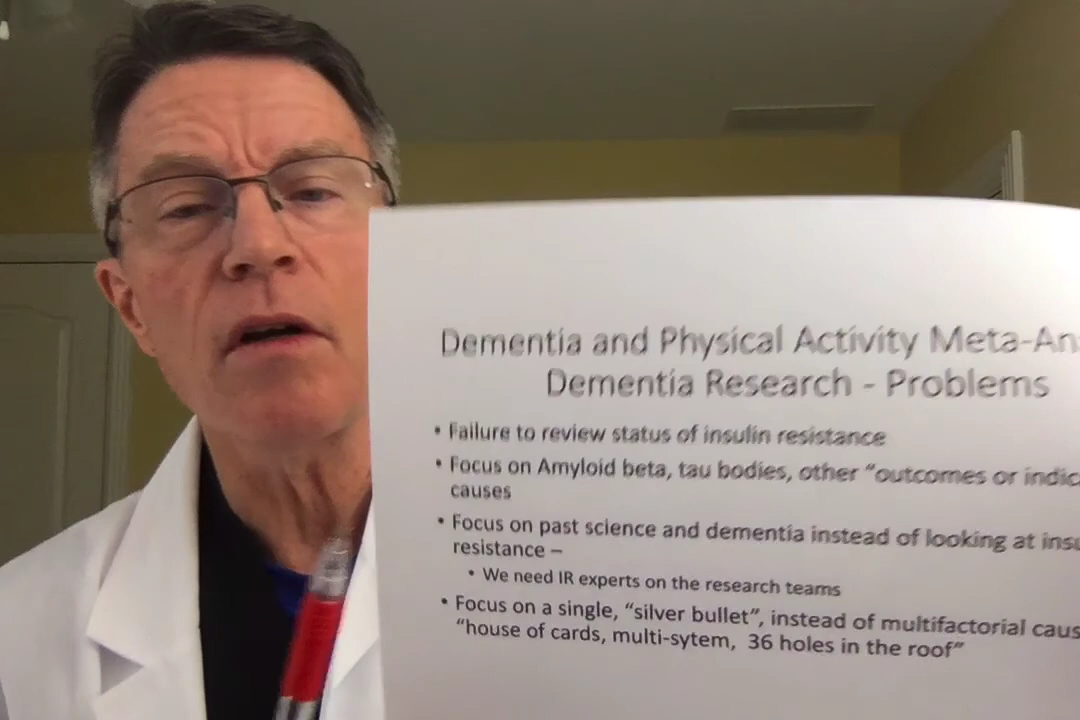 Dementia and Physical Activity Meta-An
Dementia Research - Problems
• Failure to review status of insulin resistance
• Focus on Amyloid beta, tau bodies, other “outcomes or indic
causes
• Focus on past science and dementia instead of looking at insu
resistance –
• We need IR experts on the research teams
• Focus on a single, “silver bullet”, instead of multifactorial caus
“house of cards, multi-sytem, 36 holes in the roof”